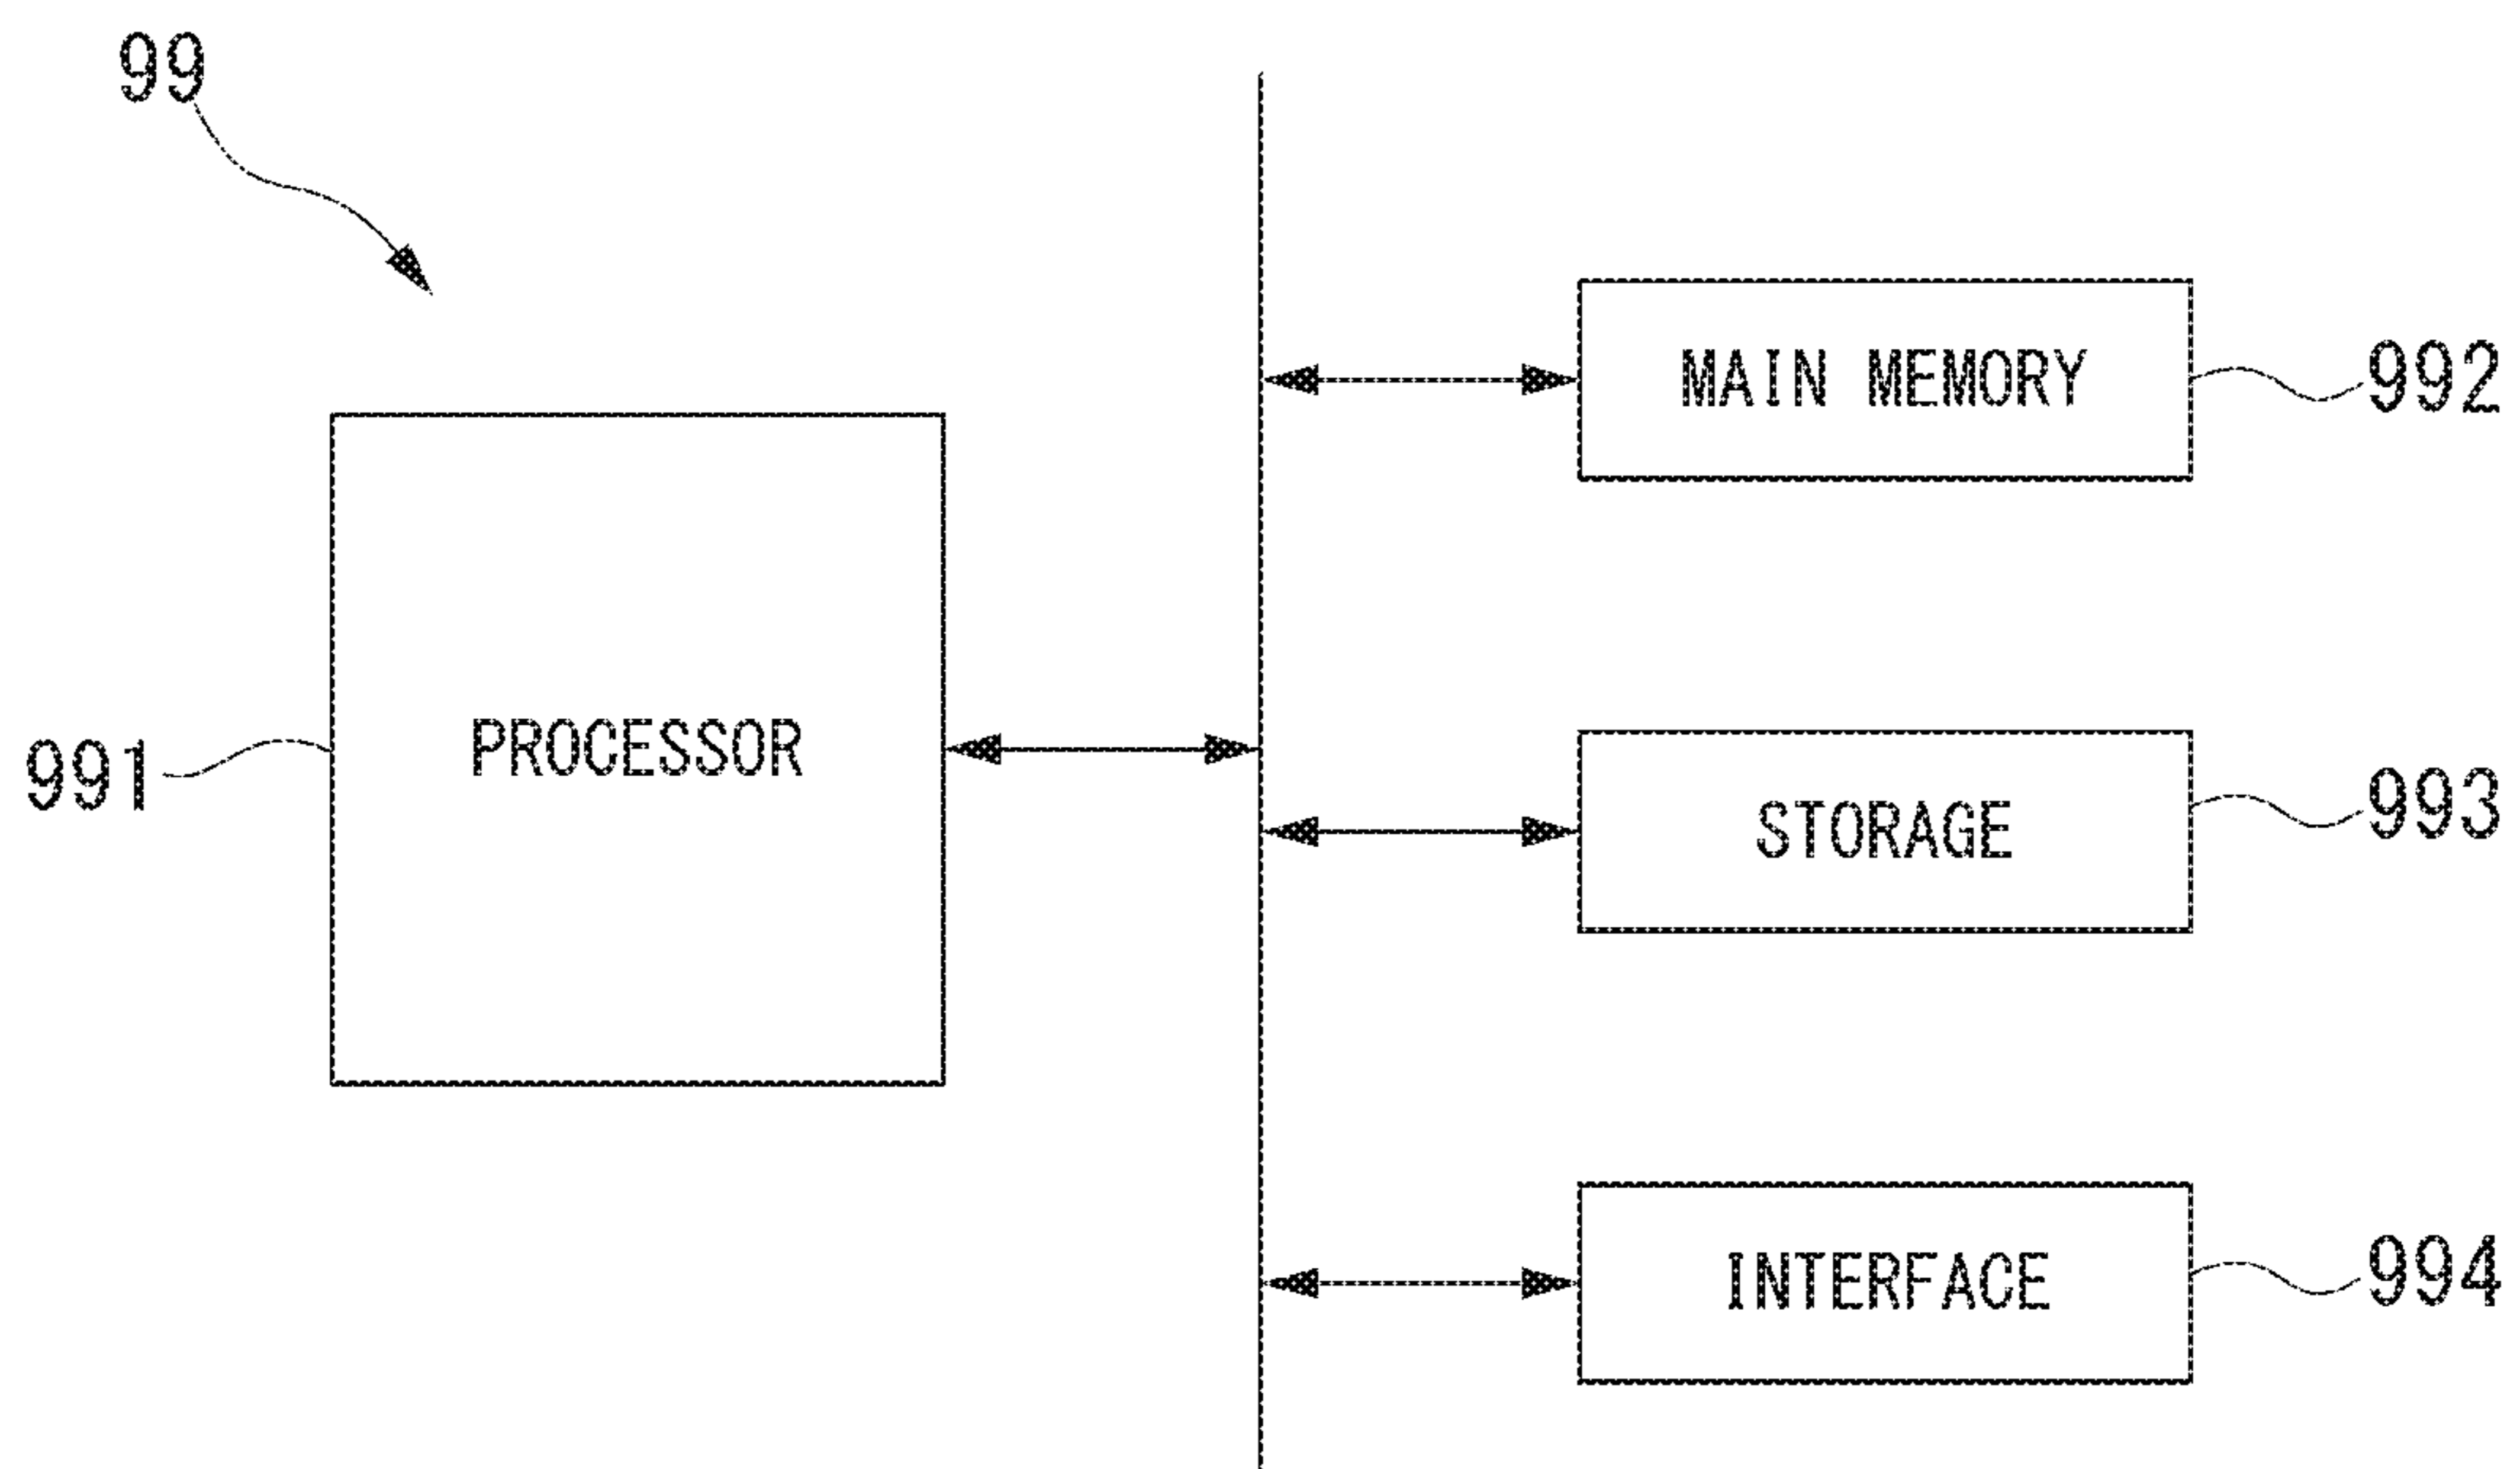 99
MAIN MEMORY
992
PROCESSOR
991
STORAGE
993
INTERFACE
994